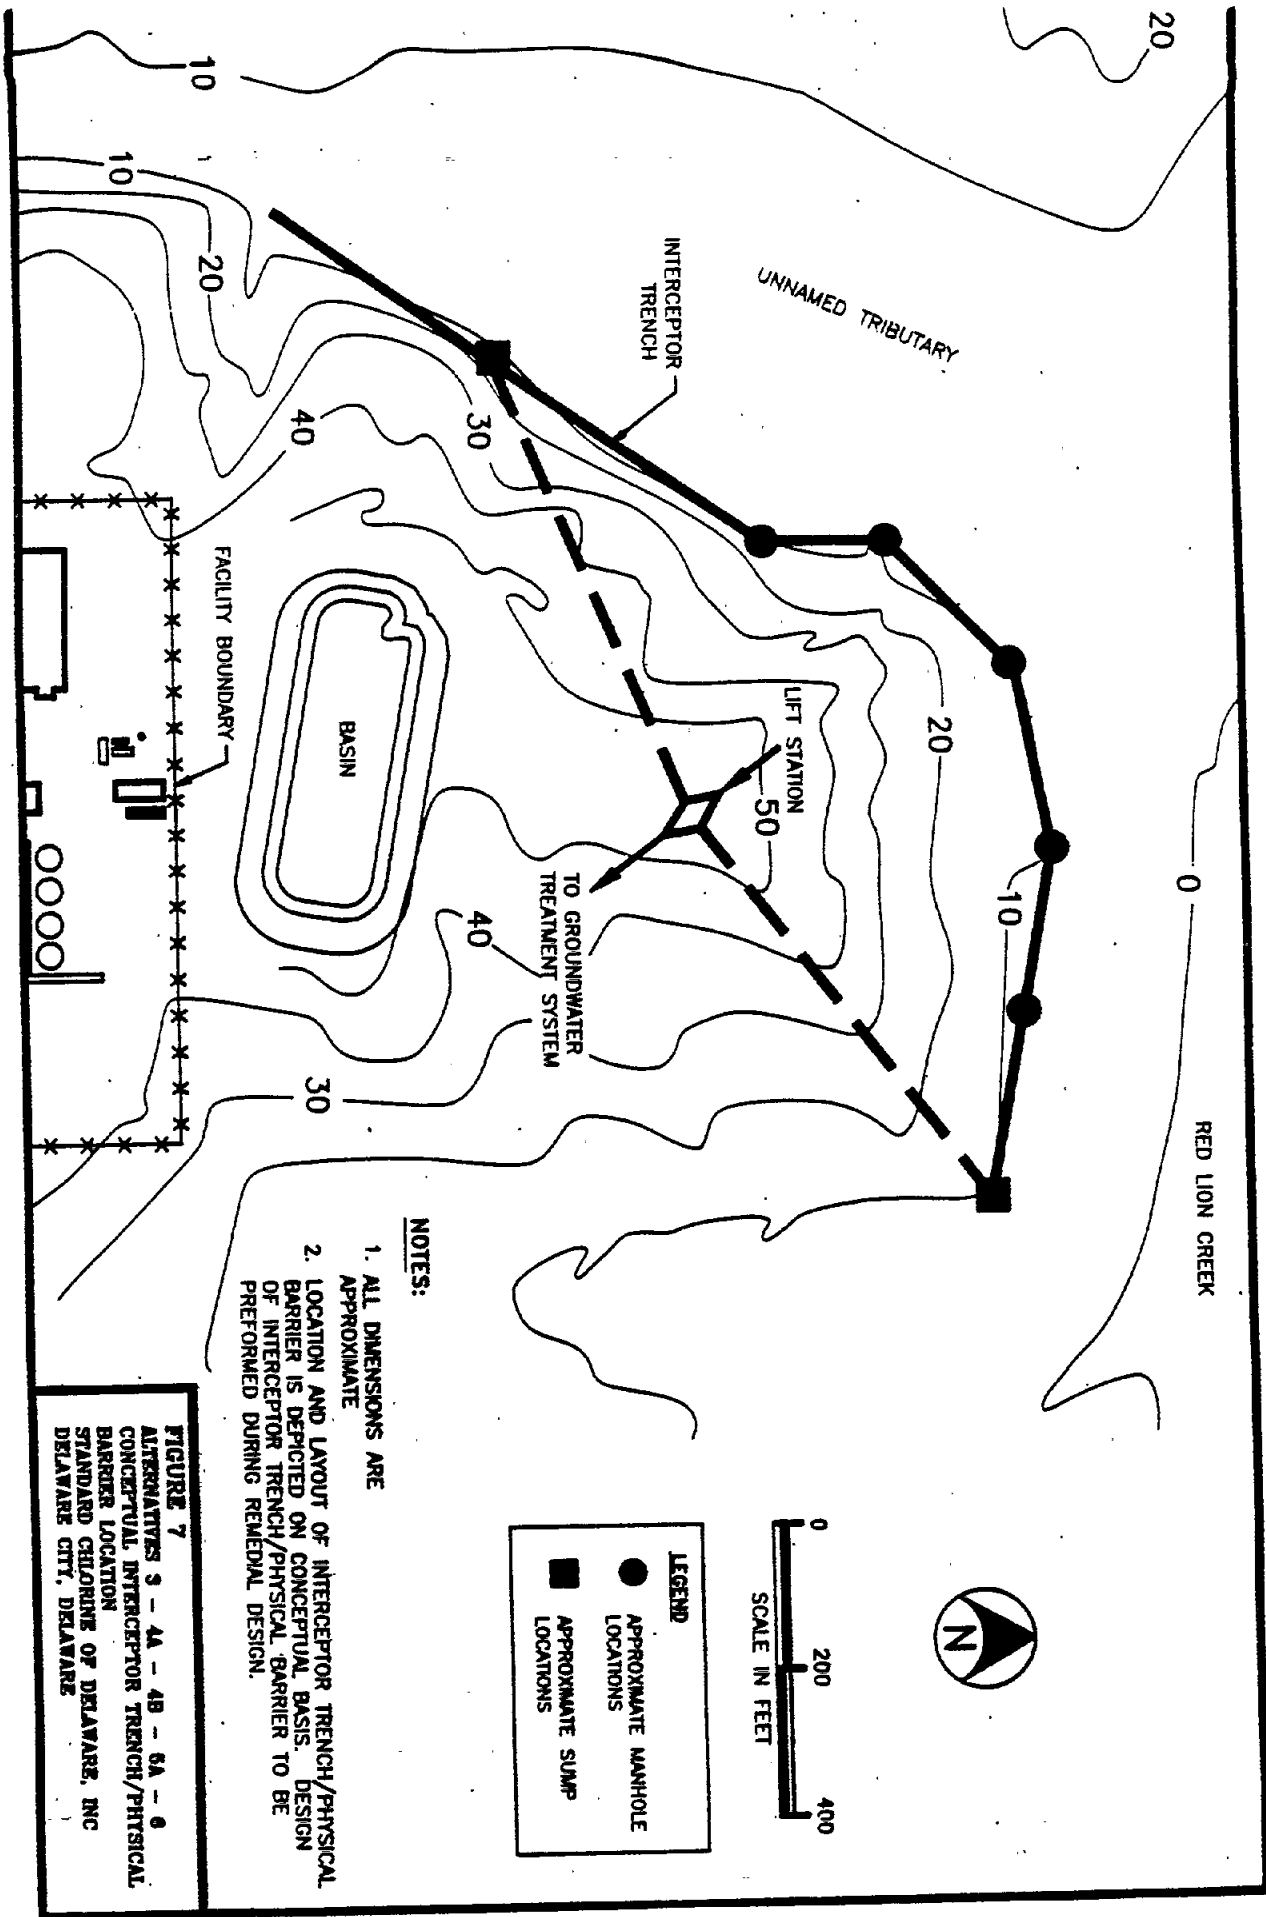 20
10
10
20
UNNAMED TRIBUTARY
INTERCEPTOR
TRENCH
40
30
FACILITY BOUNDARY
BASIN
LIFT STATION
50
20
10
0
40
TO GROUNDWATER
TREATMENT SYSTEM
30
RED LION CREEK
NOTES:
1. ALL DIMENSIONS ARE
APPROXIMATE
2. LOCATION AND LAYOUT OF INTERCEPTOR TRENCH/PHYSICAL
BARRIER IS DEPICTED ON CONCEPTUAL BASIS. DESIGN
OF INTERCEPTOR TRENCH/PHYSICAL BARRIER TO BE
PREFORMED DURING REMEDIAL DESIGN.
N
0 200 400
SCALE IN FEET
LEGEND
APPROXIMATE MANHOLE
LOCATIONS
APPROXIMATE SUMP
LOCATIONS
FIGURE 7
ALTERNATIVES 3 - 4A - 4B - 5A - 6
CONCEPTUAL INTERCEPTOR TRENCH/PHYSICAL
BARRIER LOCATION
STANDARD CHLORINE OF DELAWARE, INC
DELAWARE CITY, DELAWARE